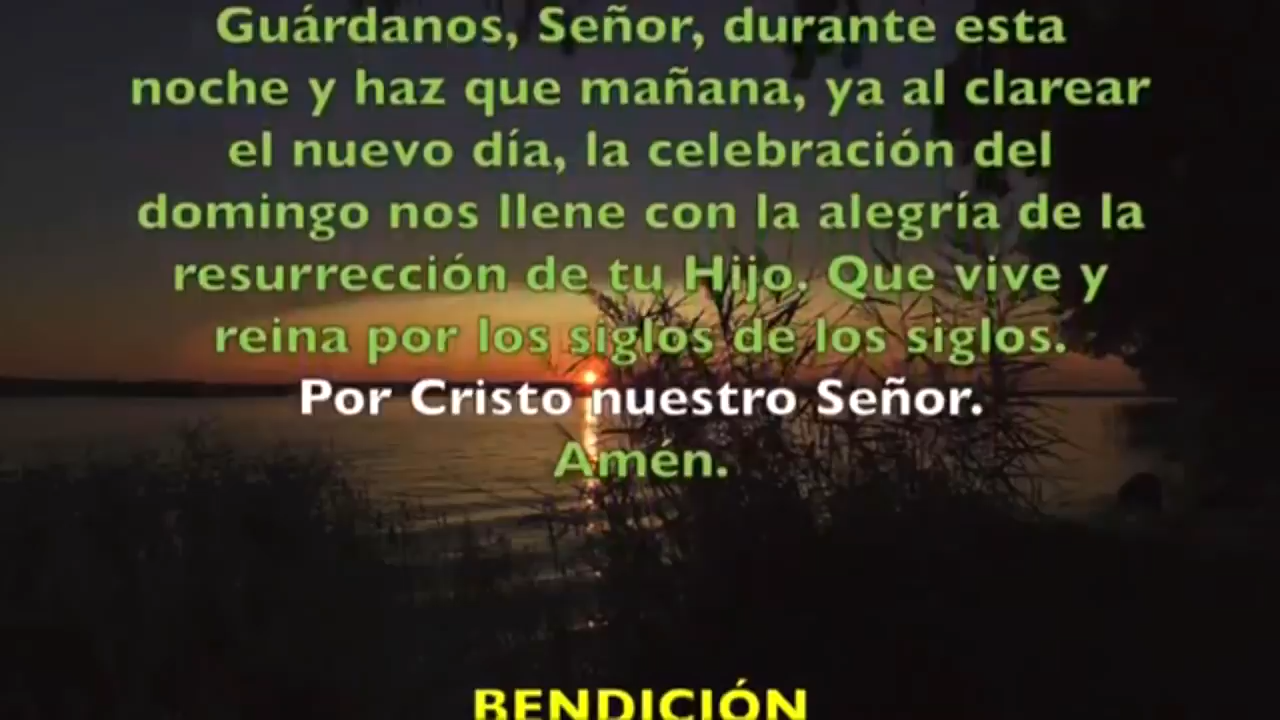 Guárdanos, Señor, durante esta
noche y haz que mañana, ya al clarear
el nuevo día, la celebración del
domingo nos llene con la alegría de la
resurrección de tu Hijo. Que vive y
reina por los siglos de los siglos.
Por Cristo nuestro Señor.
Amén.
BENDICIÓN